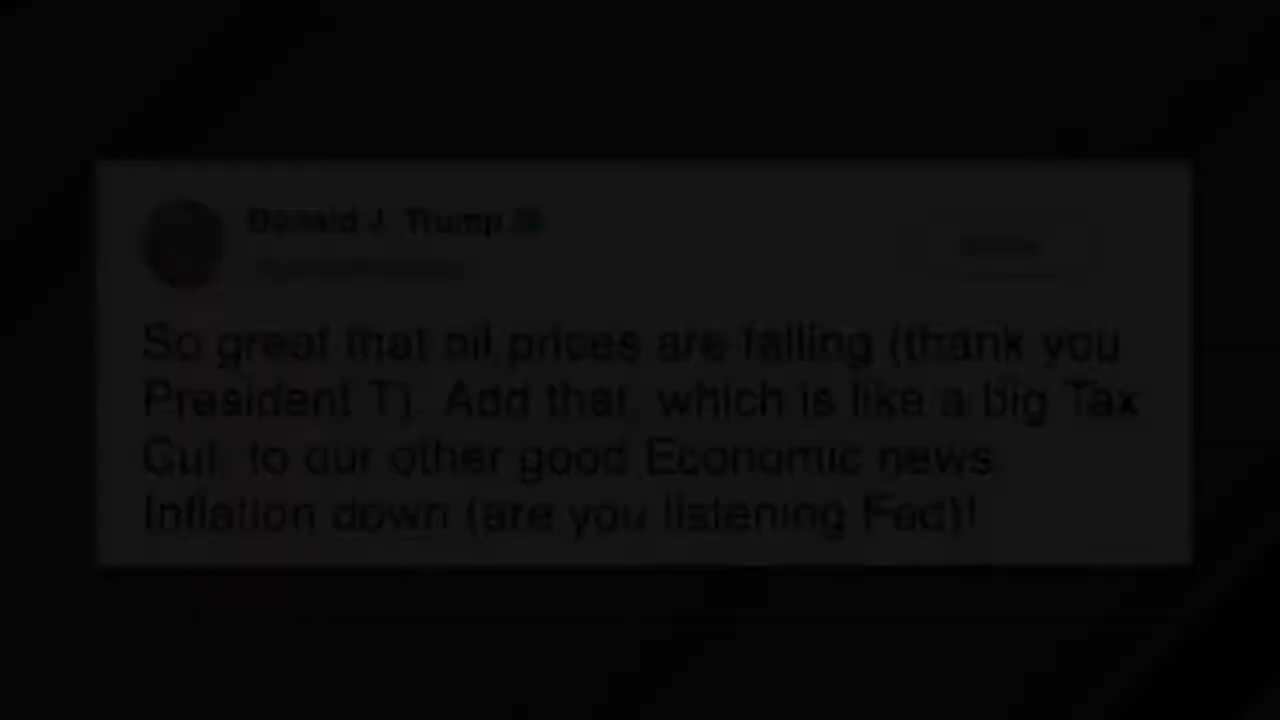 Donald J. Trump
So great that oil prices are falling (thank you
President T). Add that, which is like a big Tax
Cut, to our other good Economic news.
Inflation down (are you listening Fed)!